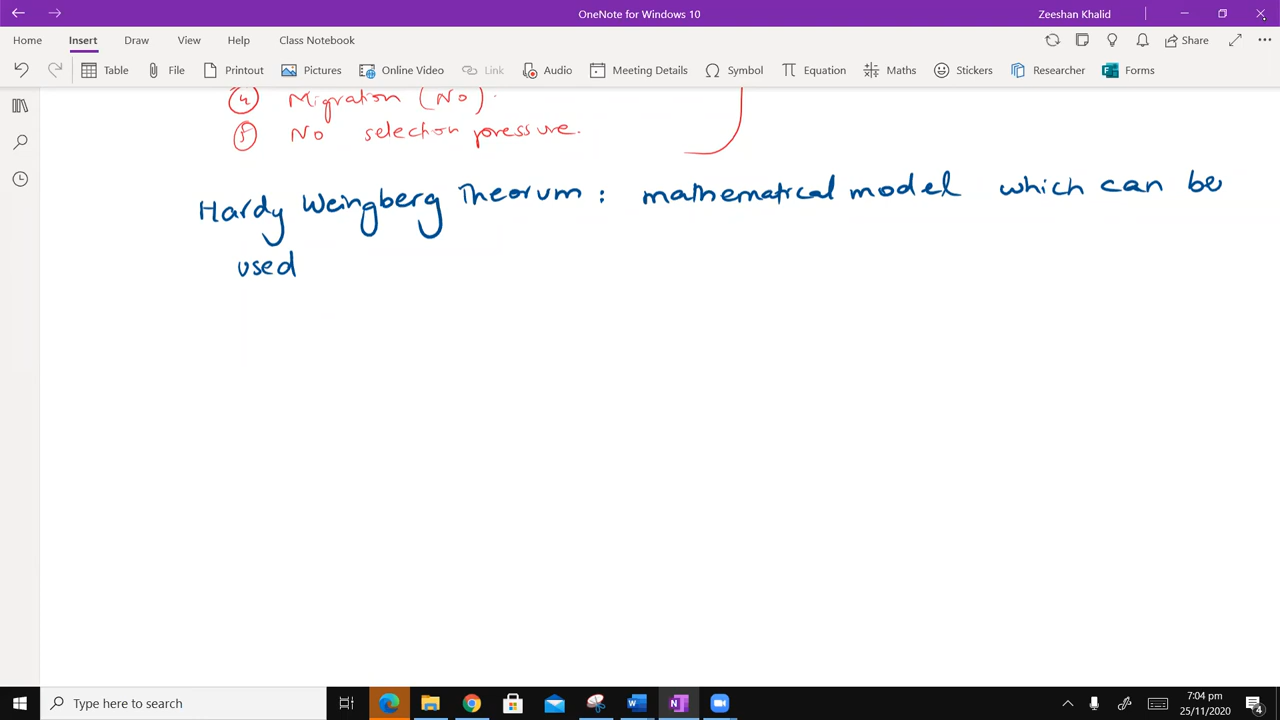 OneNote for Windows 10
Zeeshan Khalid
Home Insert Draw View Help Class Notebook
Share
Table File Printout Pictures Online Video Link Audio Meeting Details Symbol Equation Maths Stickers Researcher Forms
4 Migration (No).
5 No selection pressure.
Hardy Weingberg Theorum : mathematical model which can be
used
Type here to search
7:04 pm
25/11/2020
4